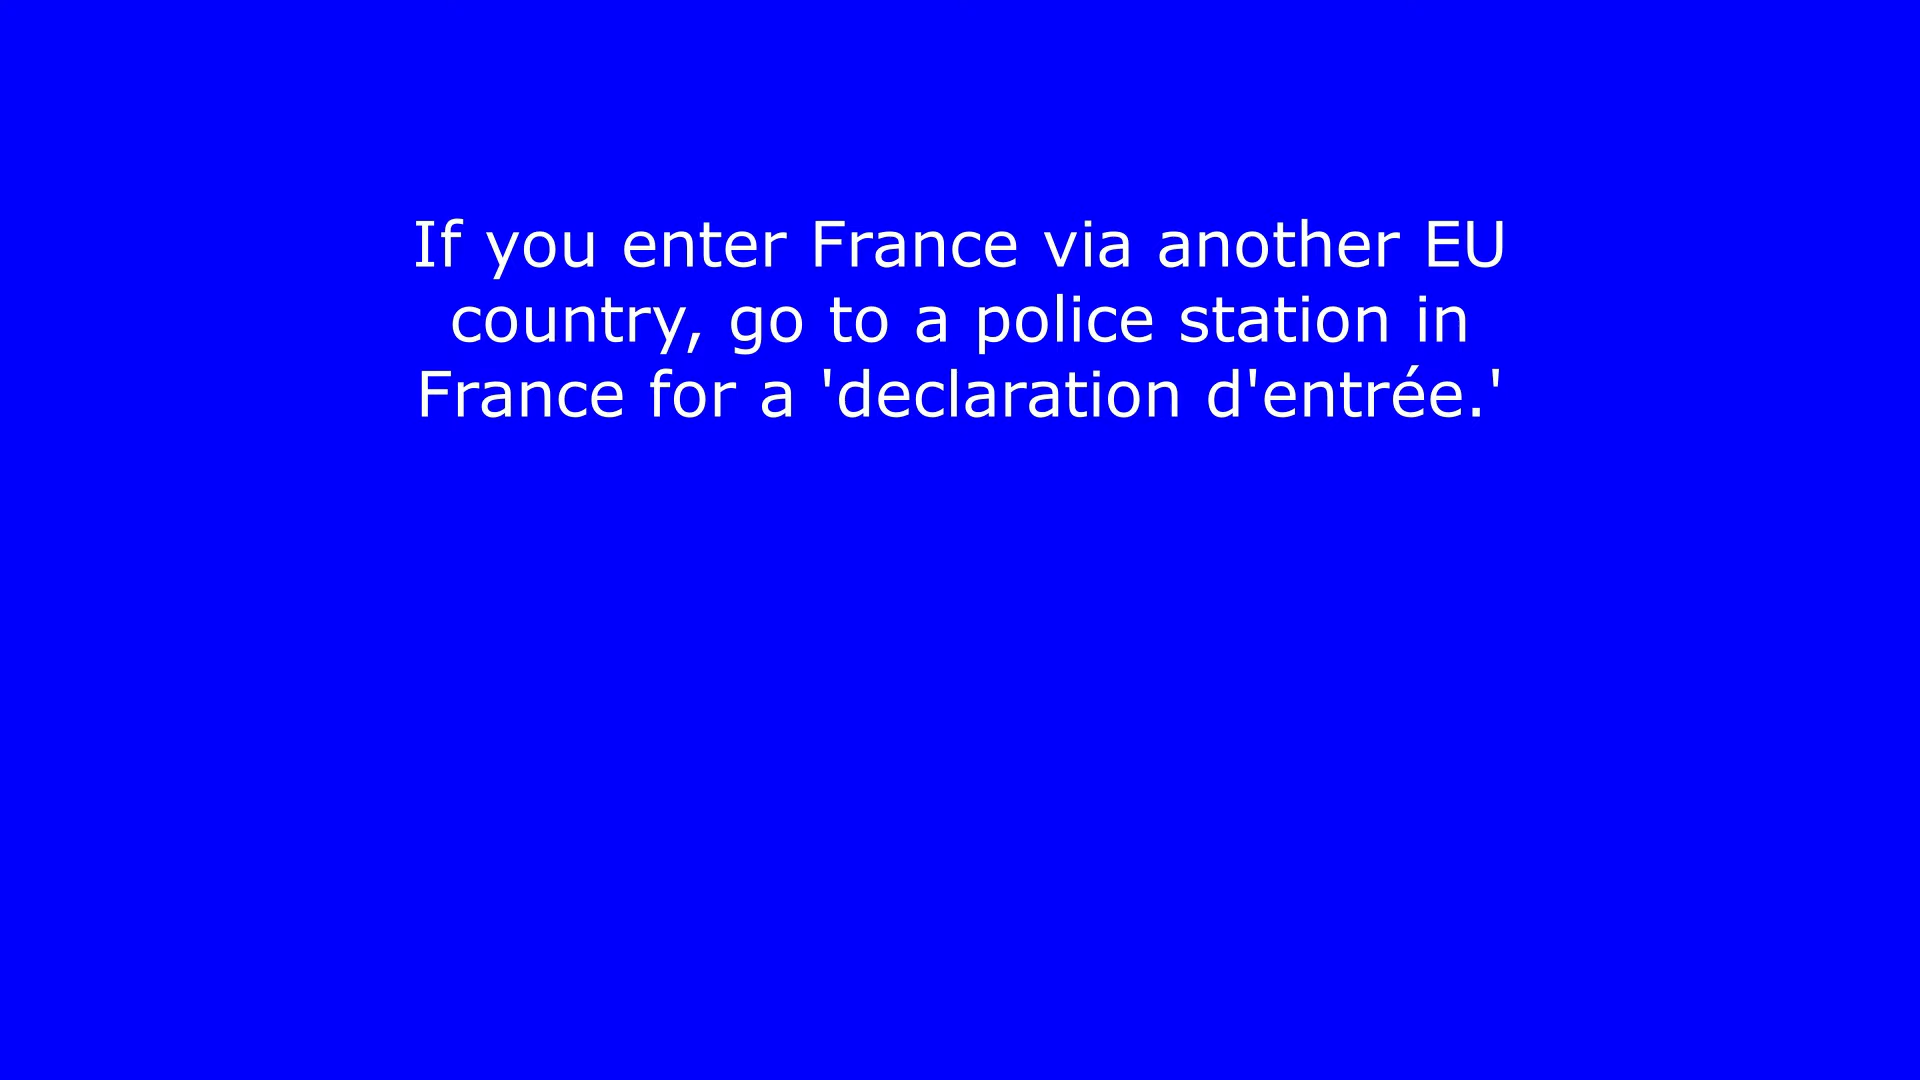 If you enter France via another EU
country, go to a police station in
France for a 'declaration d'entrée.'